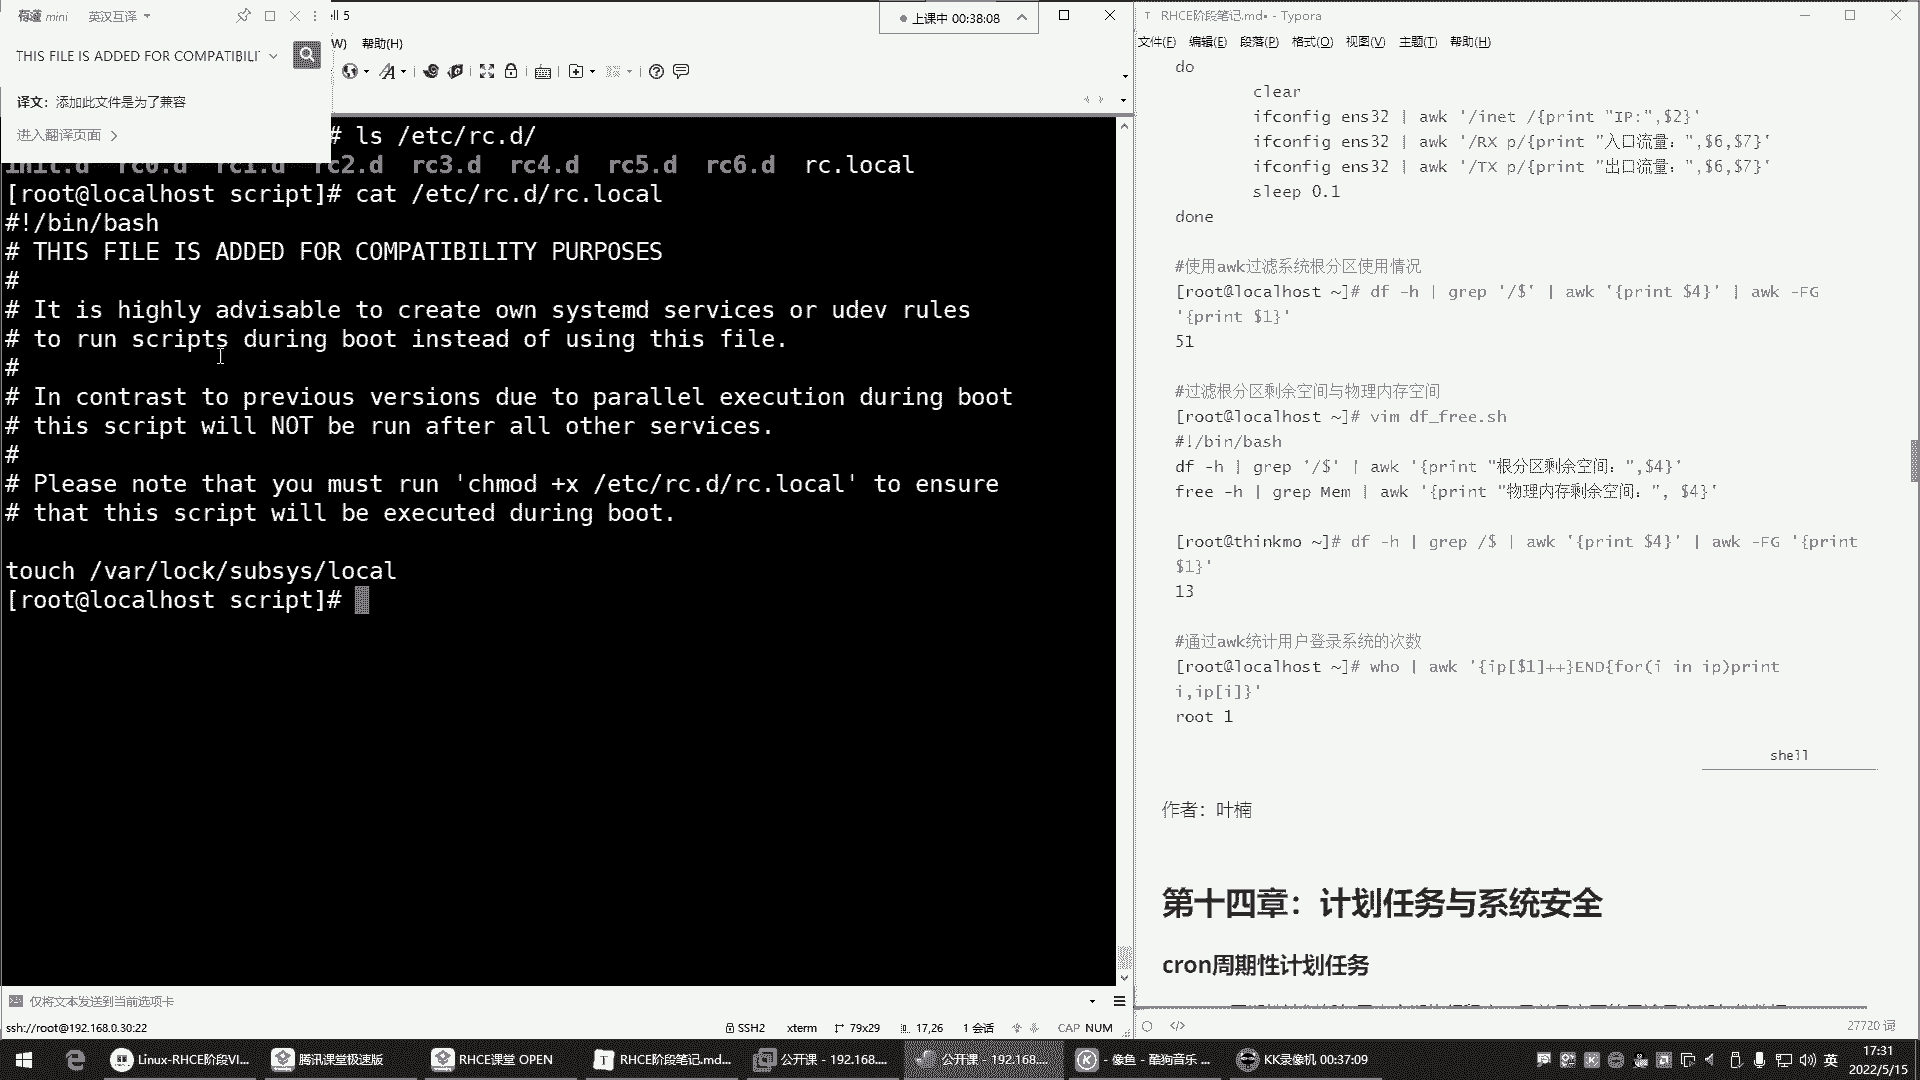 有道 mini
英汉互译
THIS FILE IS ADDED FOR COMPATIBILI
译文: 添加此文件是为了兼容
进入翻译页面
ell 5
W) 帮助(H)
上课中 00:38:08
# ls /etc/rc.d/
init.d rc0.d rc1.d rc2.d rc3.d rc4.d rc5.d rc6.d rc.local
[root@localhost script]# cat /etc/rc.d/rc.local
#!/bin/bash
# THIS FILE IS ADDED FOR COMPATIBILITY PURPOSES
#
# It is highly advisable to create own systemd services or udev rules
# to run scripts during boot instead of using this file.
#
# In contrast to previous versions due to parallel execution during boot
# this script will NOT be run after all other services.
#
# Please note that you must run 'chmod +x /etc/rc.d/rc.local' to ensure
# that this script will be executed during boot.
touch /var/lock/subsys/local
[root@localhost script]#
仅将文本发送到当前选项卡
ssh://root@192.168.0.30:22
SSH2
xterm
79x29
17,26
1 会话
CAP NUM
RHCE阶段笔记.md• - Typora
文件(F) 编辑(E) 段落(P) 格式(O) 视图(V) 主题(T) 帮助(H)
do
clear
ifconfig ens32 | awk '/inet /{print "IP:",$2}'
ifconfig ens32 | awk '/RX p/{print "入口流量: ",$6,$7}'
ifconfig ens32 | awk '/TX p/{print "出口流量: ",$6,$7}'
sleep 0.1
done
#使用awk过滤系统根分区使用情况
[root@localhost ~]# df -h | grep '/$' | awk '{print $4}' | awk -FG
'{print $1}'
51
#过滤根分区剩余空间与物理内存空间
[root@localhost ~]# vim df_free.sh
#!/bin/bash
df -h | grep '/$' | awk '{print "根分区剩余空间: ",$4}'
free -h | grep Mem | awk '{print "物理内存剩余空间: ", $4}'
[root@thinkmo ~]# df -h | grep /$ | awk '{print $4}' | awk -FG '{print
$1}'
13
#通过awk统计用户登录系统的次数
[root@localhost ~]# who | awk '{ip[$1]++}END{for(i in ip)print
i,ip[i]}'
root 1
shell
作者: 叶楠
第十四章: 计划任务与系统安全
cron周期性计划任务
27720 词
Linux-RHCE阶段VI...
腾讯课堂极速版
RHCE课堂 OPEN
RHCE阶段笔记.md...
公开课 - 192.168....
公开课 - 192.168....
- 像鱼 - 酷狗音乐 ...
KK录像机 00:37:09
英
17:31
2022/5/15